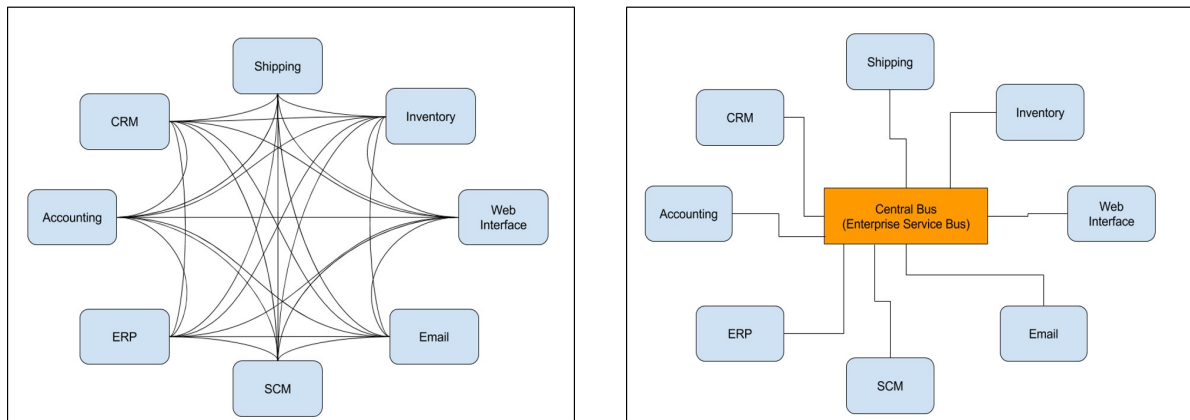 Shipping
CRM
Inventory
Accounting
Web
Interface
ERP
Email
SCM
Shipping
CRM
Inventory
Accounting
Central Bus
(Enterprise Service Bus)
Web
Interface
ERP
Email
SCM